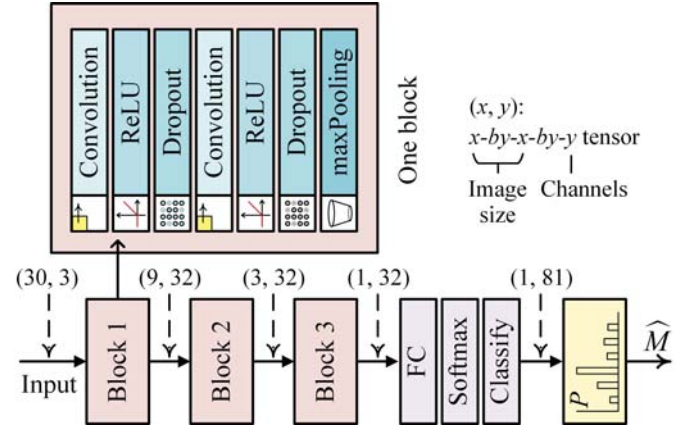 Convolution
ReLU
Dropout
Convolution
ReLU
Dropout
maxPooling
One block
(x, y):
x-by-x-by-y tensor
Image
size
Channels
(30, 3)
(9, 32)
(3, 32)
(1, 32)
(1, 81)
Input
Block 1
Block 2
Block 3
FC
Softmax
Classify
P
M̂